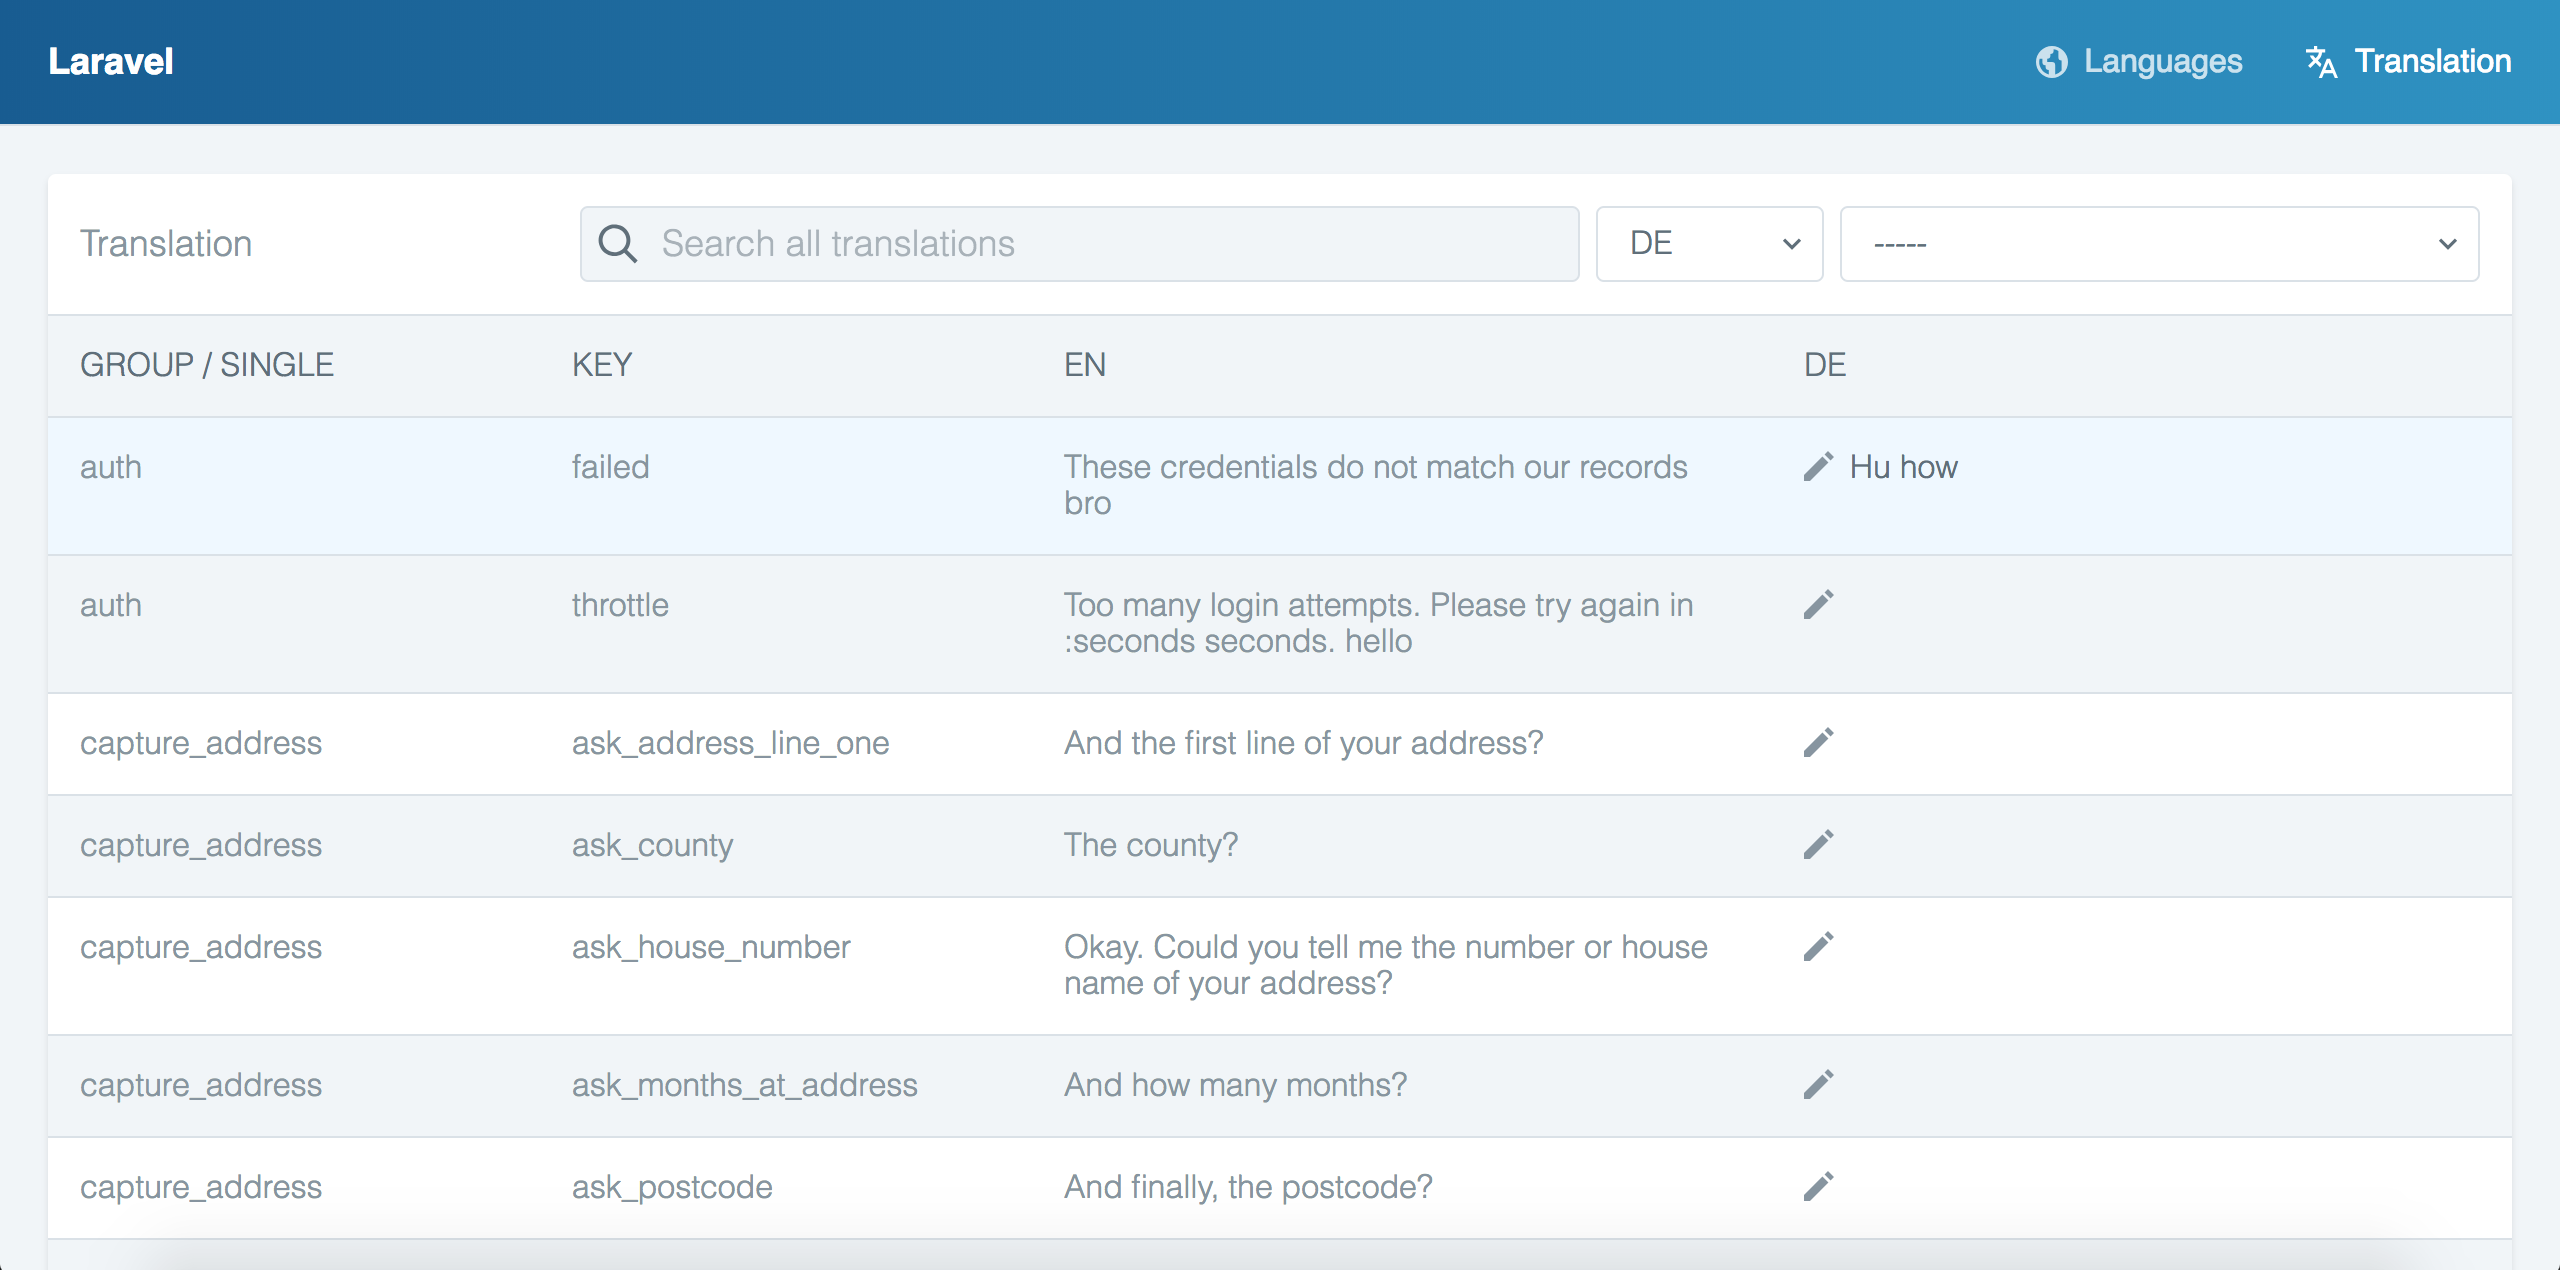 Laravel
Languages
Translation
Translation
Search all translations
DE
-----
GROUP / SINGLE
KEY
EN
DE
auth
failed
These credentials do not match our records
bro
Hu how
auth
throttle
Too many login attempts. Please try again in
:seconds seconds. hello
capture_address
ask_address_line_one
And the first line of your address?
capture_address
ask_county
The county?
capture_address
ask_house_number
Okay. Could you tell me the number or house
name of your address?
capture_address
ask_months_at_address
And how many months?
capture_address
ask_postcode
And finally, the postcode?